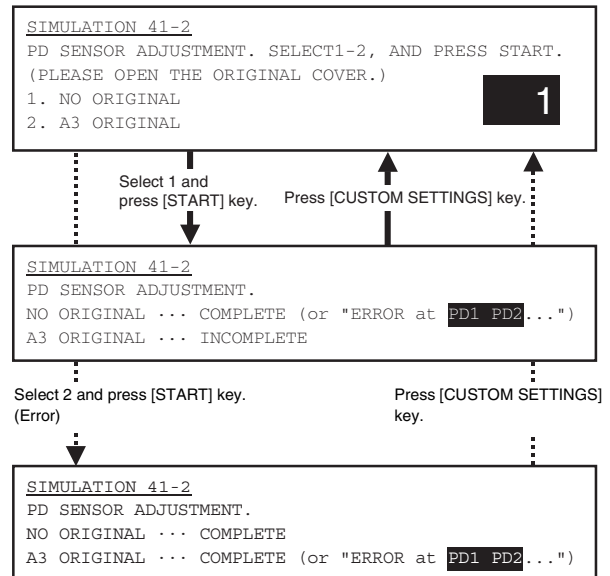 SIMULATION 41-2
PD SENSOR ADJUSTMENT. SELECT1-2, AND PRESS START.
(PLEASE OPEN THE ORIGINAL COVER.)
1. NO ORIGINAL
1
2. A3 ORIGINAL
Select 1 and
press [START] key.
Press [CUSTOM SETTINGS] key.
SIMULATION 41-2
PD SENSOR ADJUSTMENT.
NO ORIGINAL ··· COMPLETE (or "ERROR at PD1 PD2...")
A3 ORIGINAL ··· INCOMPLETE
Select 2 and press [START] key.
(Error)
Press [CUSTOM SETTINGS]
key.
SIMULATION 41-2
PD SENSOR ADJUSTMENT.
NO ORIGINAL ··· COMPLETE
A3 ORIGINAL ··· COMPLETE (or "ERROR at PD1 PD2...")